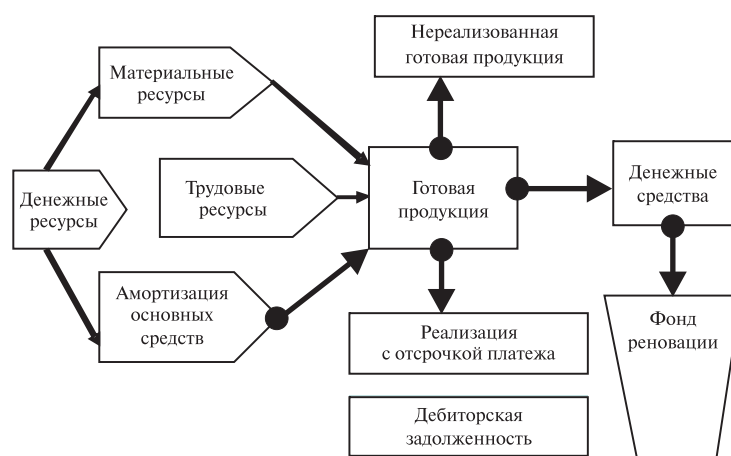 Нереализованная
готовая продукция
Материальные
ресурсы
Денежные
ресурсы
Трудовые
ресурсы
Готовая
продукция
Денежные
средства
Амортизация
основных
средств
Реализация
с отсрочкой платежа
Фонд
реновации
Дебиторская
задолженность